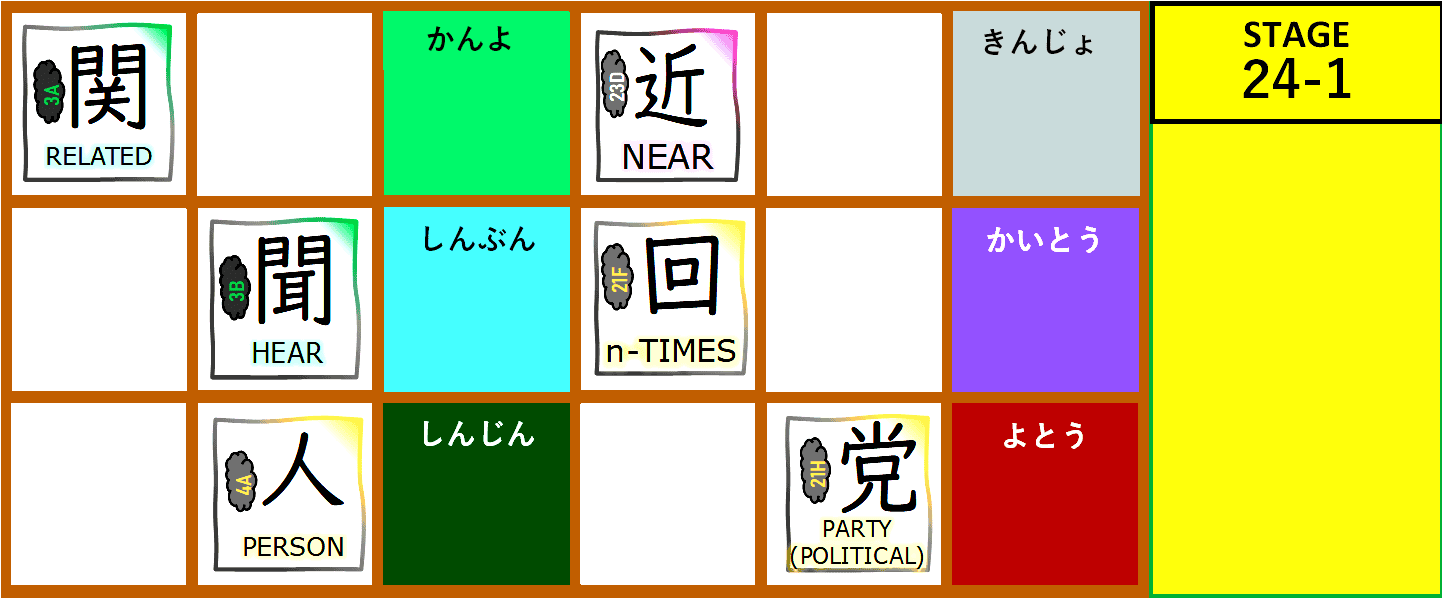 3A
関
RELATED
かんよ
23D
近
NEAR
きんじょ
STAGE
24-1
3B
聞
HEAR
しんぶん
21F
回
n-TIMES
かいとう
4A
人
PERSON
しんじん
21H
党
PARTY
(POLITICAL)
よとう